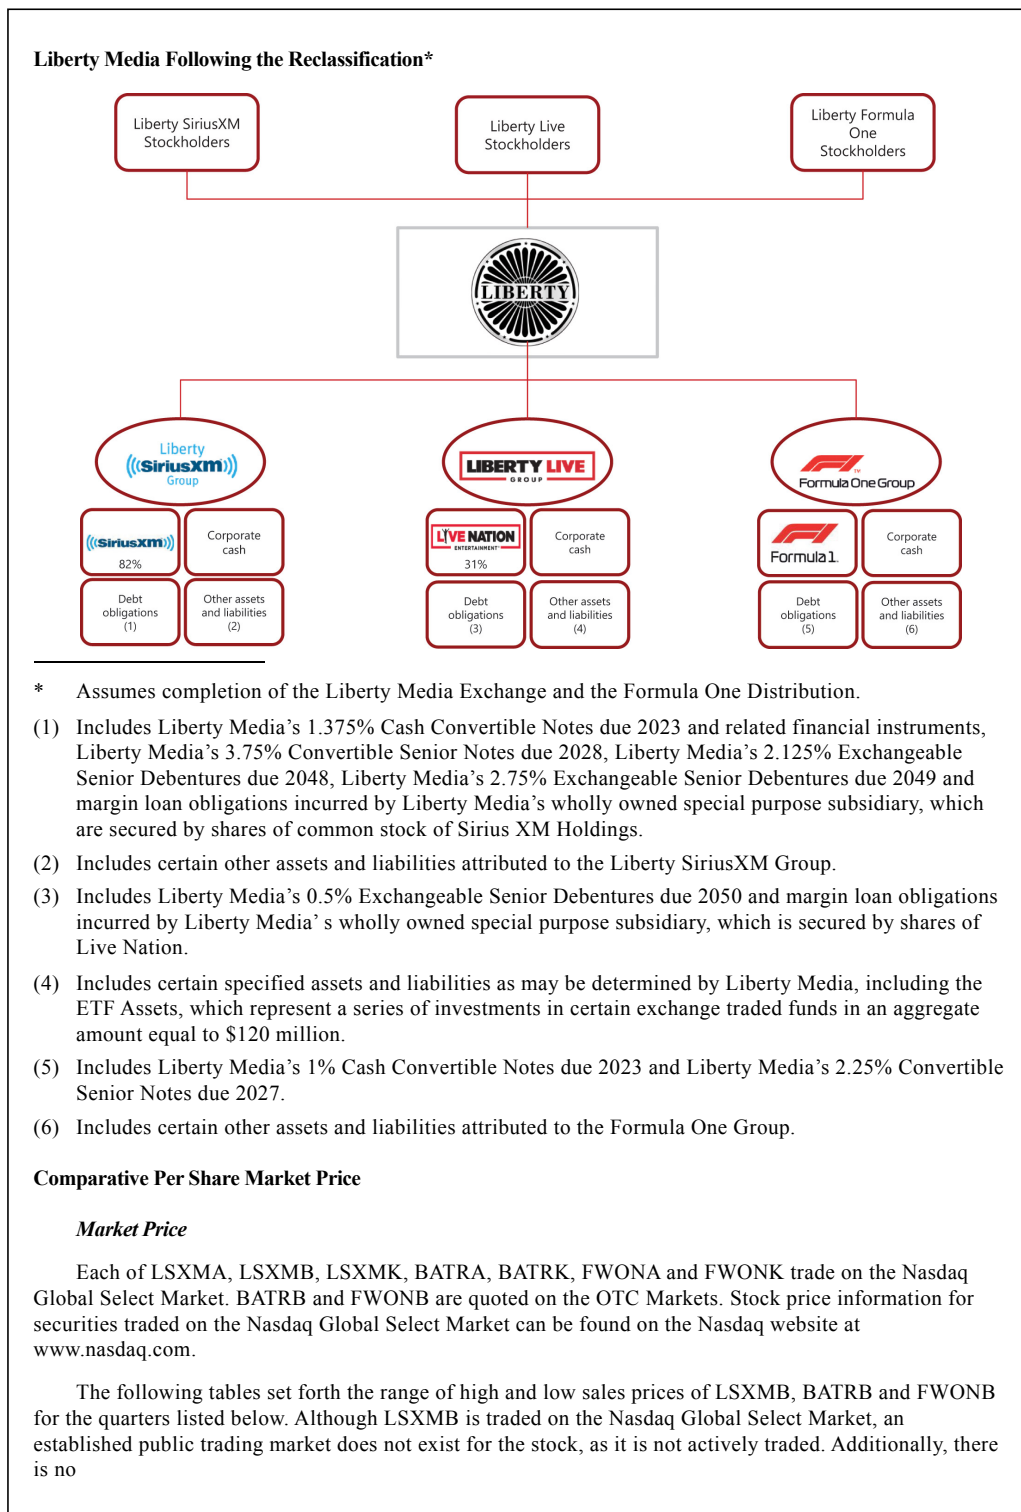 Liberty Media Following the Reclassification*
Liberty SiriusXM
Stockholders
Liberty Live
Stockholders
Liberty Formula
One
Stockholders
LIBERTY
Liberty
(((SiriusXM)))
Group
LIBERTY LIVE
GROUP
F1™
Formula One Group
(((SiriusXM)))
82%
Corporate
cash
LIVE NATION
ENTERTAINMENT
31%
Corporate
cash
F1
Formula 1.
Corporate
cash
Debt
obligations
(1)
Other assets
and liabilities
(2)
Debt
obligations
(3)
Other assets
and liabilities
(4)
Debt
obligations
(5)
Other assets
and liabilities
(6)
* Assumes completion of the Liberty Media Exchange and the Formula One Distribution.
(1) Includes Liberty Media’s 1.375% Cash Convertible Notes due 2023 and related financial instruments,
Liberty Media’s 3.75% Convertible Senior Notes due 2028, Liberty Media’s 2.125% Exchangeable
Senior Debentures due 2048, Liberty Media’s 2.75% Exchangeable Senior Debentures due 2049 and
margin loan obligations incurred by Liberty Media’s wholly owned special purpose subsidiary, which
are secured by shares of common stock of Sirius XM Holdings.
(2) Includes certain other assets and liabilities attributed to the Liberty SiriusXM Group.
(3) Includes Liberty Media’s 0.5% Exchangeable Senior Debentures due 2050 and margin loan obligations
incurred by Liberty Media’ s wholly owned special purpose subsidiary, which is secured by shares of
Live Nation.
(4) Includes certain specified assets and liabilities as may be determined by Liberty Media, including the
ETF Assets, which represent a series of investments in certain exchange traded funds in an aggregate
amount equal to $120 million.
(5) Includes Liberty Media’s 1% Cash Convertible Notes due 2023 and Liberty Media’s 2.25% Convertible
Senior Notes due 2027.
(6) Includes certain other assets and liabilities attributed to the Formula One Group.
Comparative Per Share Market Price
Market Price
Each of LSXMA, LSXMB, LSXMK, BATRA, BATRK, FWONA and FWONK trade on the Nasdaq
Global Select Market. BATRB and FWONB are quoted on the OTC Markets. Stock price information for
securities traded on the Nasdaq Global Select Market can be found on the Nasdaq website at
www.nasdaq.com.
The following tables set forth the range of high and low sales prices of LSXMB, BATRB and FWONB
for the quarters listed below. Although LSXMB is traded on the Nasdaq Global Select Market, an
established public trading market does not exist for the stock, as it is not actively traded. Additionally, there
is no